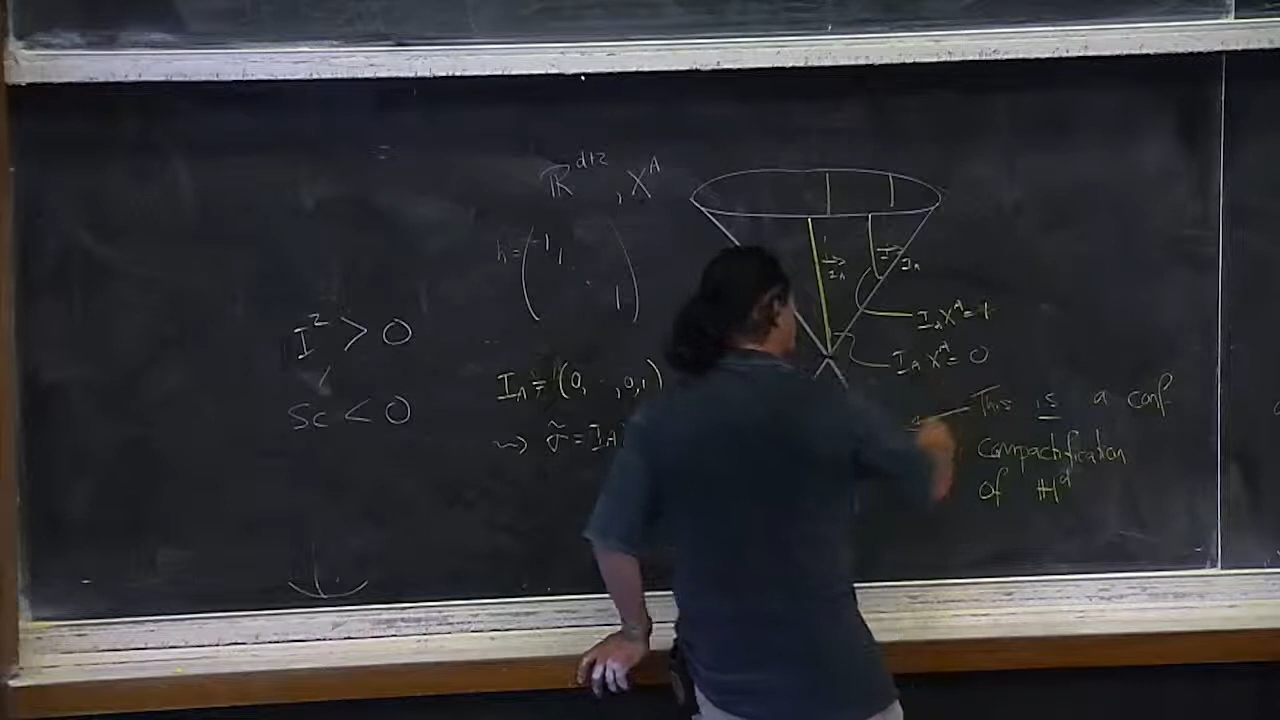 ℝ^{d+2}, X^A
h = (-1, 1, ⋱ 1)
I² > 0
Sc < 0
I_A = (0, ⋯, 0, 1)
⇝ σ̃ = I_A
I_A
I_A
I_A X^A = 0
This is a conf.
compactification
of ℍ^d